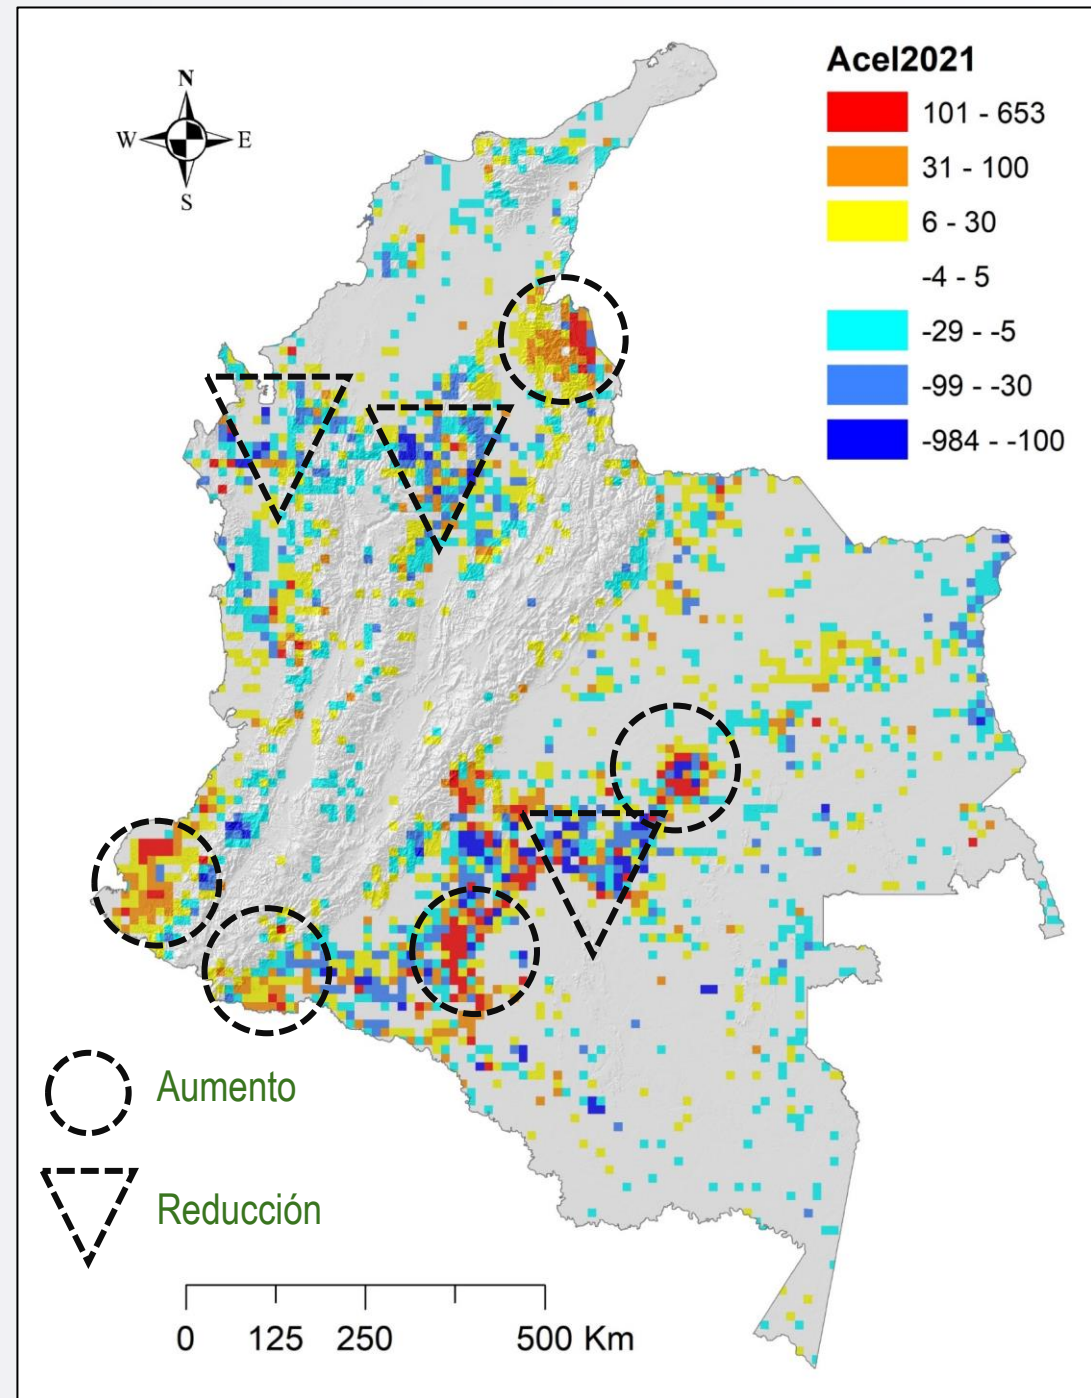 N
W E
S
Acel2021
101 - 653
31 - 100
6 - 30
-4 - 5
-29 - -5
-99 - -30
-984 - -100
Aumento
Reducción
0 125 250 500 Km